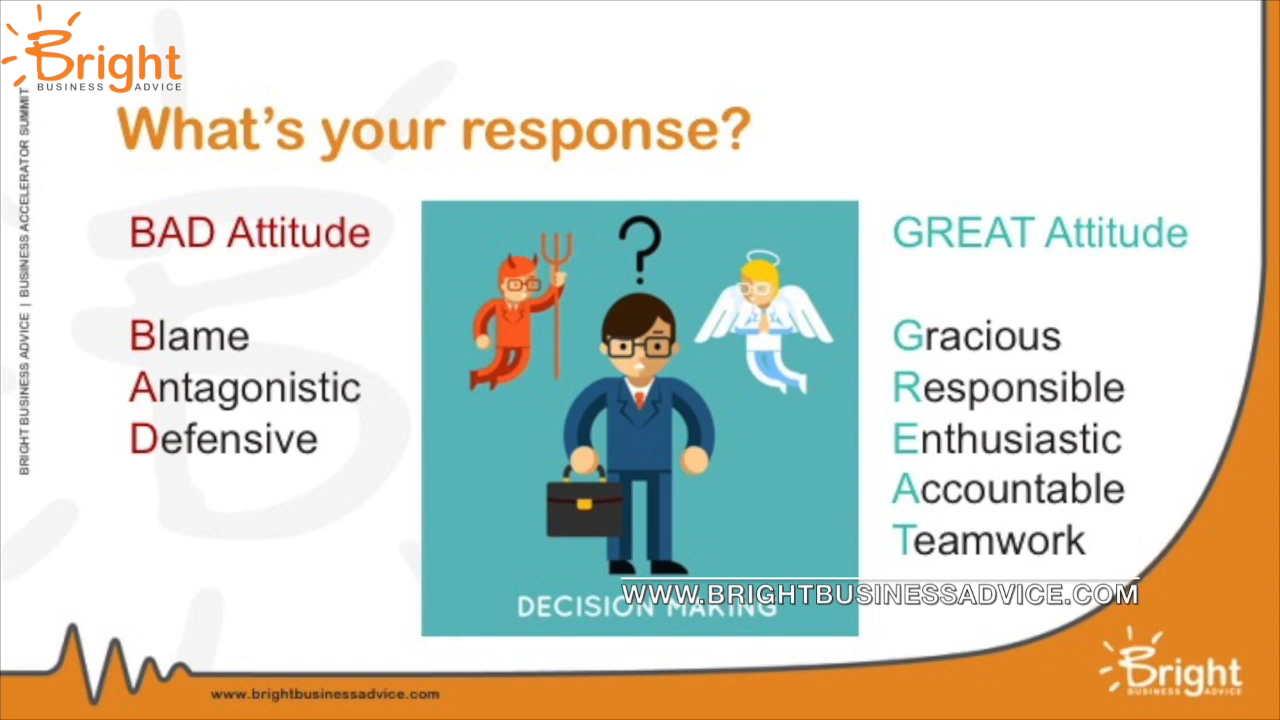 Bright
BUSINESS ADVICE
BRIGHT BUSINESS ADVICE | BUSINESS ACCELERATOR SUMMIT
What's your response?
BAD Attitude
Blame
Antagonistic
Defensive
?
DECISION MAKING
GREAT Attitude
Gracious
Responsible
Enthusiastic
Accountable
Teamwork
WWW.BRIGHTBUSINESSADVICE.COM
www.brightbusinessadvice.com
Bright
BUSINESS ADVICE